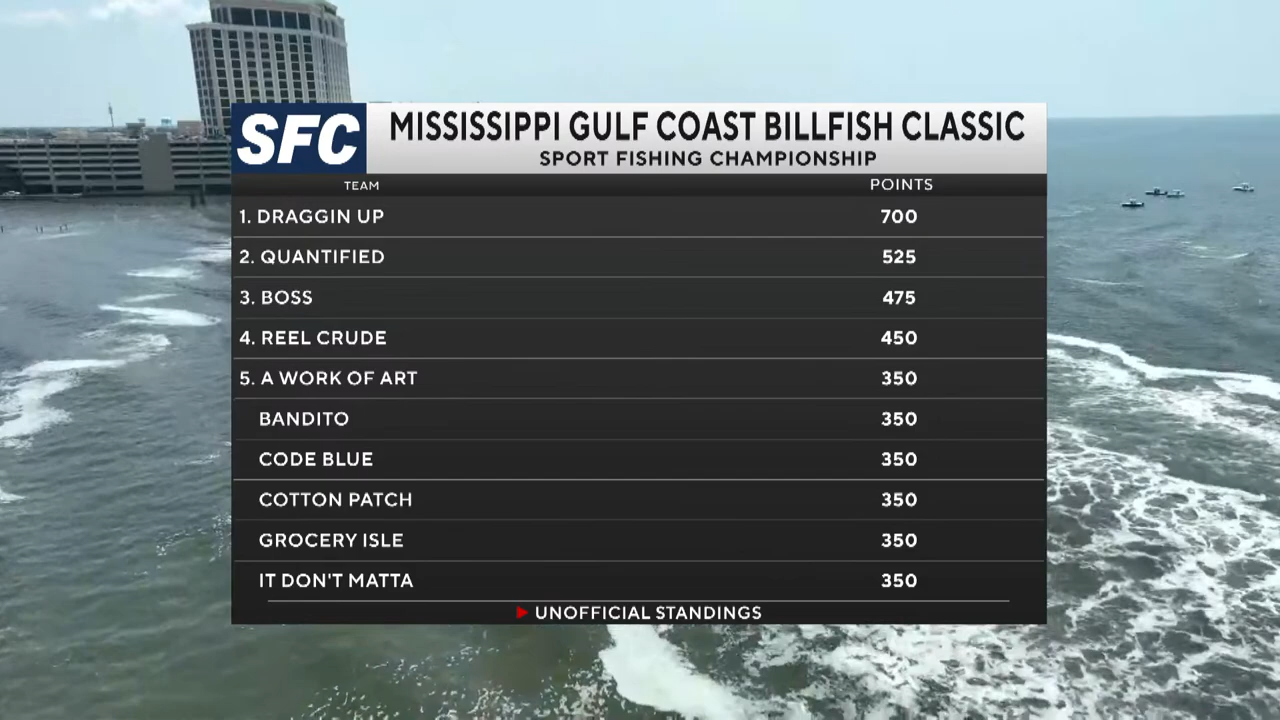 SFC
MISSISSIPPI GULF COAST BILLFISH CLASSIC
SPORT FISHING CHAMPIONSHIP
TEAM POINTS
1. DRAGGIN UP 700
2. QUANTIFIED 525
3. BOSS 475
4. REEL CRUDE 450
5. A WORK OF ART 350
BANDITO 350
CODE BLUE 350
COTTON PATCH 350
GROCERY ISLE 350
IT DON'T MATTA 350
UNOFFICIAL STANDINGS